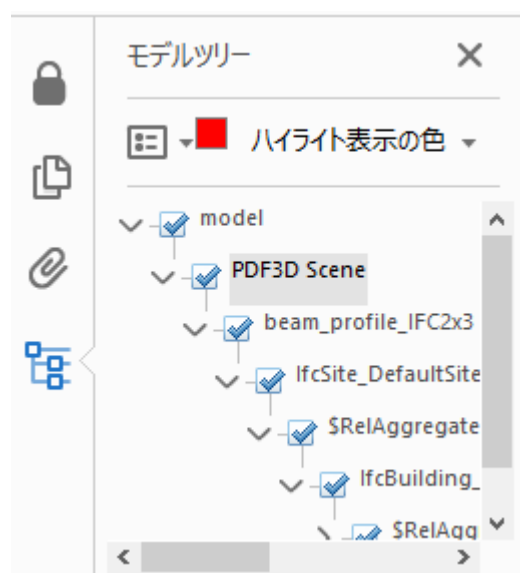 モデルツリー
ハイライト表示の色
model
PDF3D Scene
beam_profile_IFC2x3
IfcSite_DefaultSite
$RelAggregate
IfcBuilding_
$RelAgg